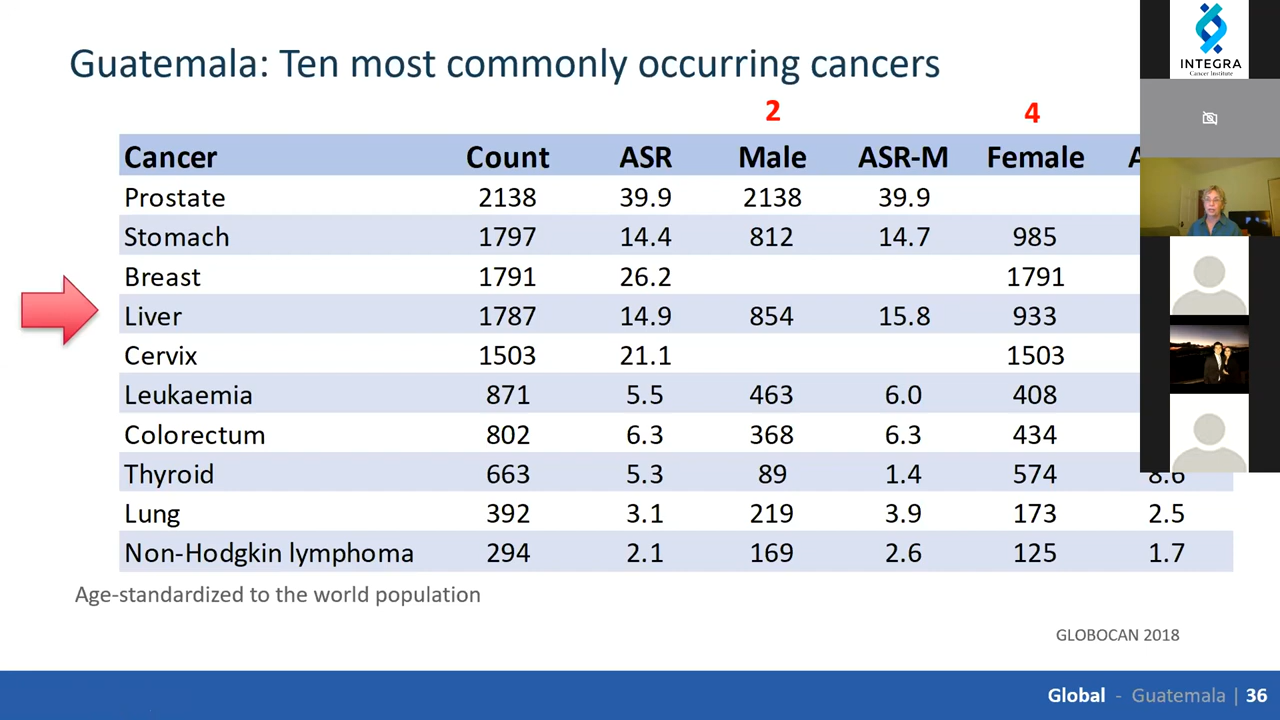 Guatemala: Ten most commonly occurring cancers
INTEGRA
Cancer Institute
2 4
Cancer Count ASR Male ASR-M Female
Prostate 2138 39.9 2138 39.9
Stomach 1797 14.4 812 14.7 985
Breast 1791 26.2 1791
Liver 1787 14.9 854 15.8 933
Cervix 1503 21.1 1503
Leukaemia 871 5.5 463 6.0 408
Colorectum 802 6.3 368 6.3 434
Thyroid 663 5.3 89 1.4 574 8.6
Lung 392 3.1 219 3.9 173 2.5
Non-Hodgkin lymphoma 294 2.1 169 2.6 125 1.7
Age-standardized to the world population
GLOBOCAN 2018
Global - Guatemala | 36